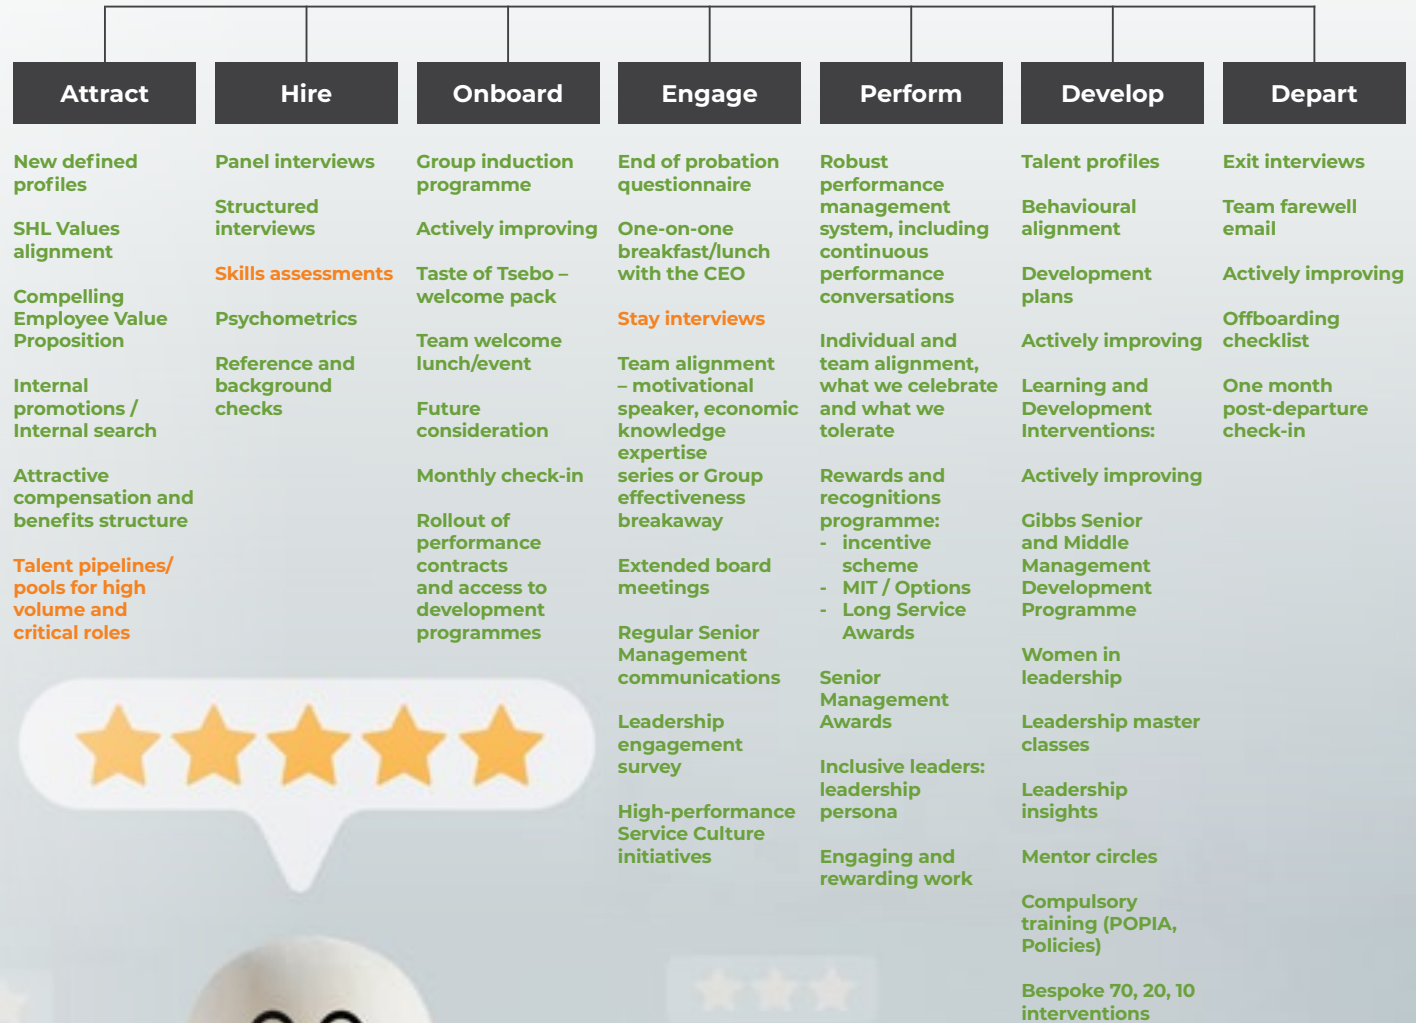 Attract
New defined
profiles
SHL Values
alignment
Compelling
Employee Value
Proposition
Internal
promotions /
Internal search
Attractive
compensation and
benefits structure
Talent pipelines/
pools for high
volume and
critical roles
Hire
Panel interviews
Structured
interviews
Skills assessments
Psychometrics
Reference and
background
checks
Onboard
Group induction
programme
Actively improving
Taste of Tsebo –
welcome pack
Team welcome
lunch/event
Future
consideration
Monthly check-in
Rollout of
performance
contracts
and access to
development
programmes
Engage
End of probation
questionnaire
One-on-one
breakfast/lunch
with the CEO
Stay interviews
Team alignment
– motivational
speaker, economic
knowledge
expertise
series or Group
effectiveness
breakaway
Extended board
meetings
Regular Senior
Management
communications
Leadership
engagement
survey
High-performance
Service Culture
initiatives
Perform
Robust
performance
management
system, including
continuous
performance
conversations
Individual and
team alignment,
what we celebrate
and what we
tolerate
Rewards and
recognitions
programme:
- incentive
scheme
- MIT / Options
- Long Service
Awards
Senior
Management
Awards
Inclusive leaders:
leadership
persona
Engaging and
rewarding work
Develop
Talent profiles
Behavioural
alignment
Development
plans
Actively improving
Learning and
Development
Interventions:
Actively improving
Gibbs Senior
and Middle
Management
Development
Programme
Women in
leadership
Leadership master
classes
Leadership
insights
Mentor circles
Compulsory
training (POPIA,
Policies)
Bespoke 70, 20, 10
interventions
Depart
Exit interviews
Team farewell
email
Actively improving
Offboarding
checklist
One month
post-departure
check-in